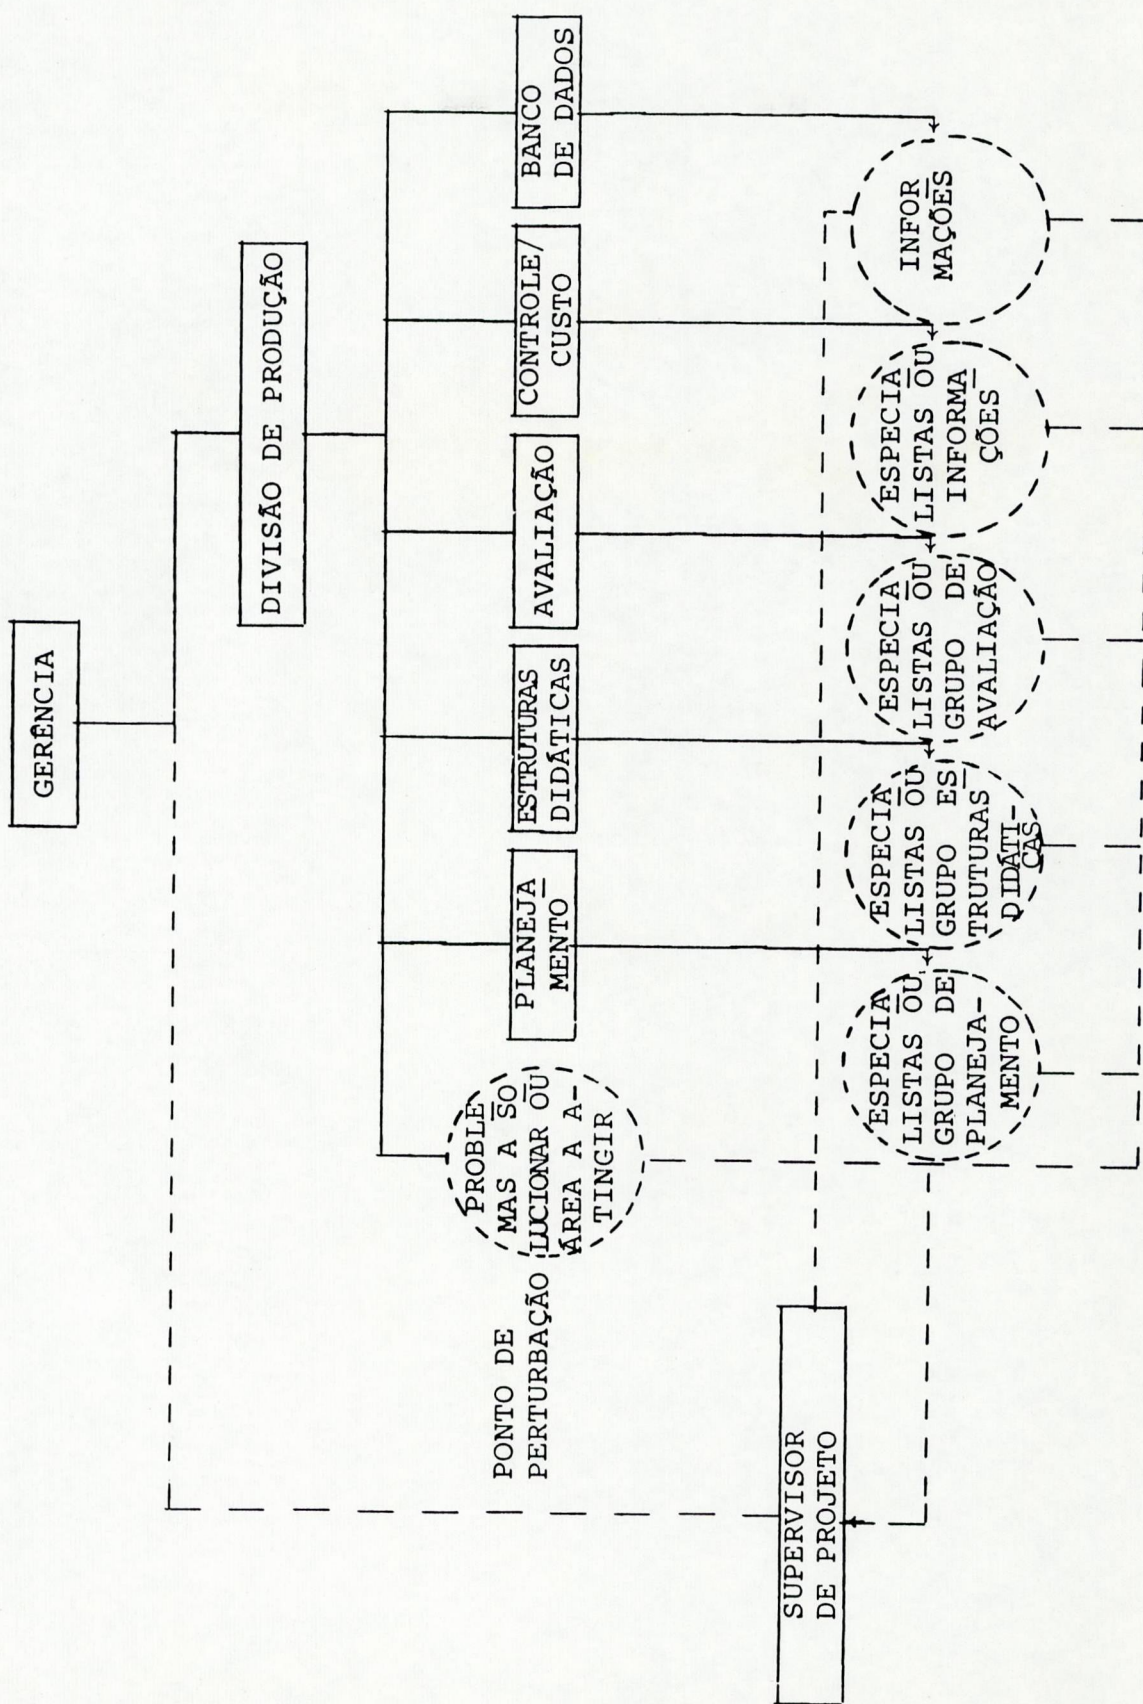 GERÊNCIA
DIVISÃO DE PRODUÇÃO
PONTO DE
PERTURBAÇÃO
PROBLE
MAS A SO
LUCIONAR OU
ÁREA A A-
TINGIR
PLANEJA
MENTO
ESTRUTURAS
DIDÁTICAS
AVALIAÇÃO
CONTROLE/
CUSTO
BANCO
DE DADOS
SUPERVISOR
DE PROJETO
ESPECIA
LISTAS OU
GRUPO DE
PLANEJA-
MENTO
ESPECIA
LISTAS OU
GRUPO ES
TRUTURAS
DIDÁTI-
CAS
ESPECIA
LISTAS OU
GRUPO DE
AVALIAÇÃO
ESPECIA
LISTAS OU
INFORMA
ÇÕES
INFOR
MAÇÕES